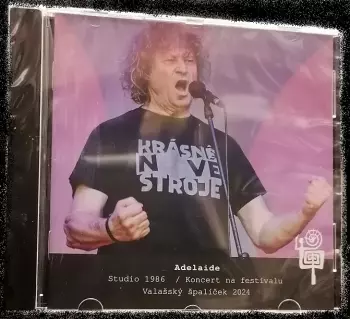 KRÁSNÉ
NOVÉ
STROJE
Adelaide
Studio 1986 / Koncert na festivalu
Valašský špalíček 2024